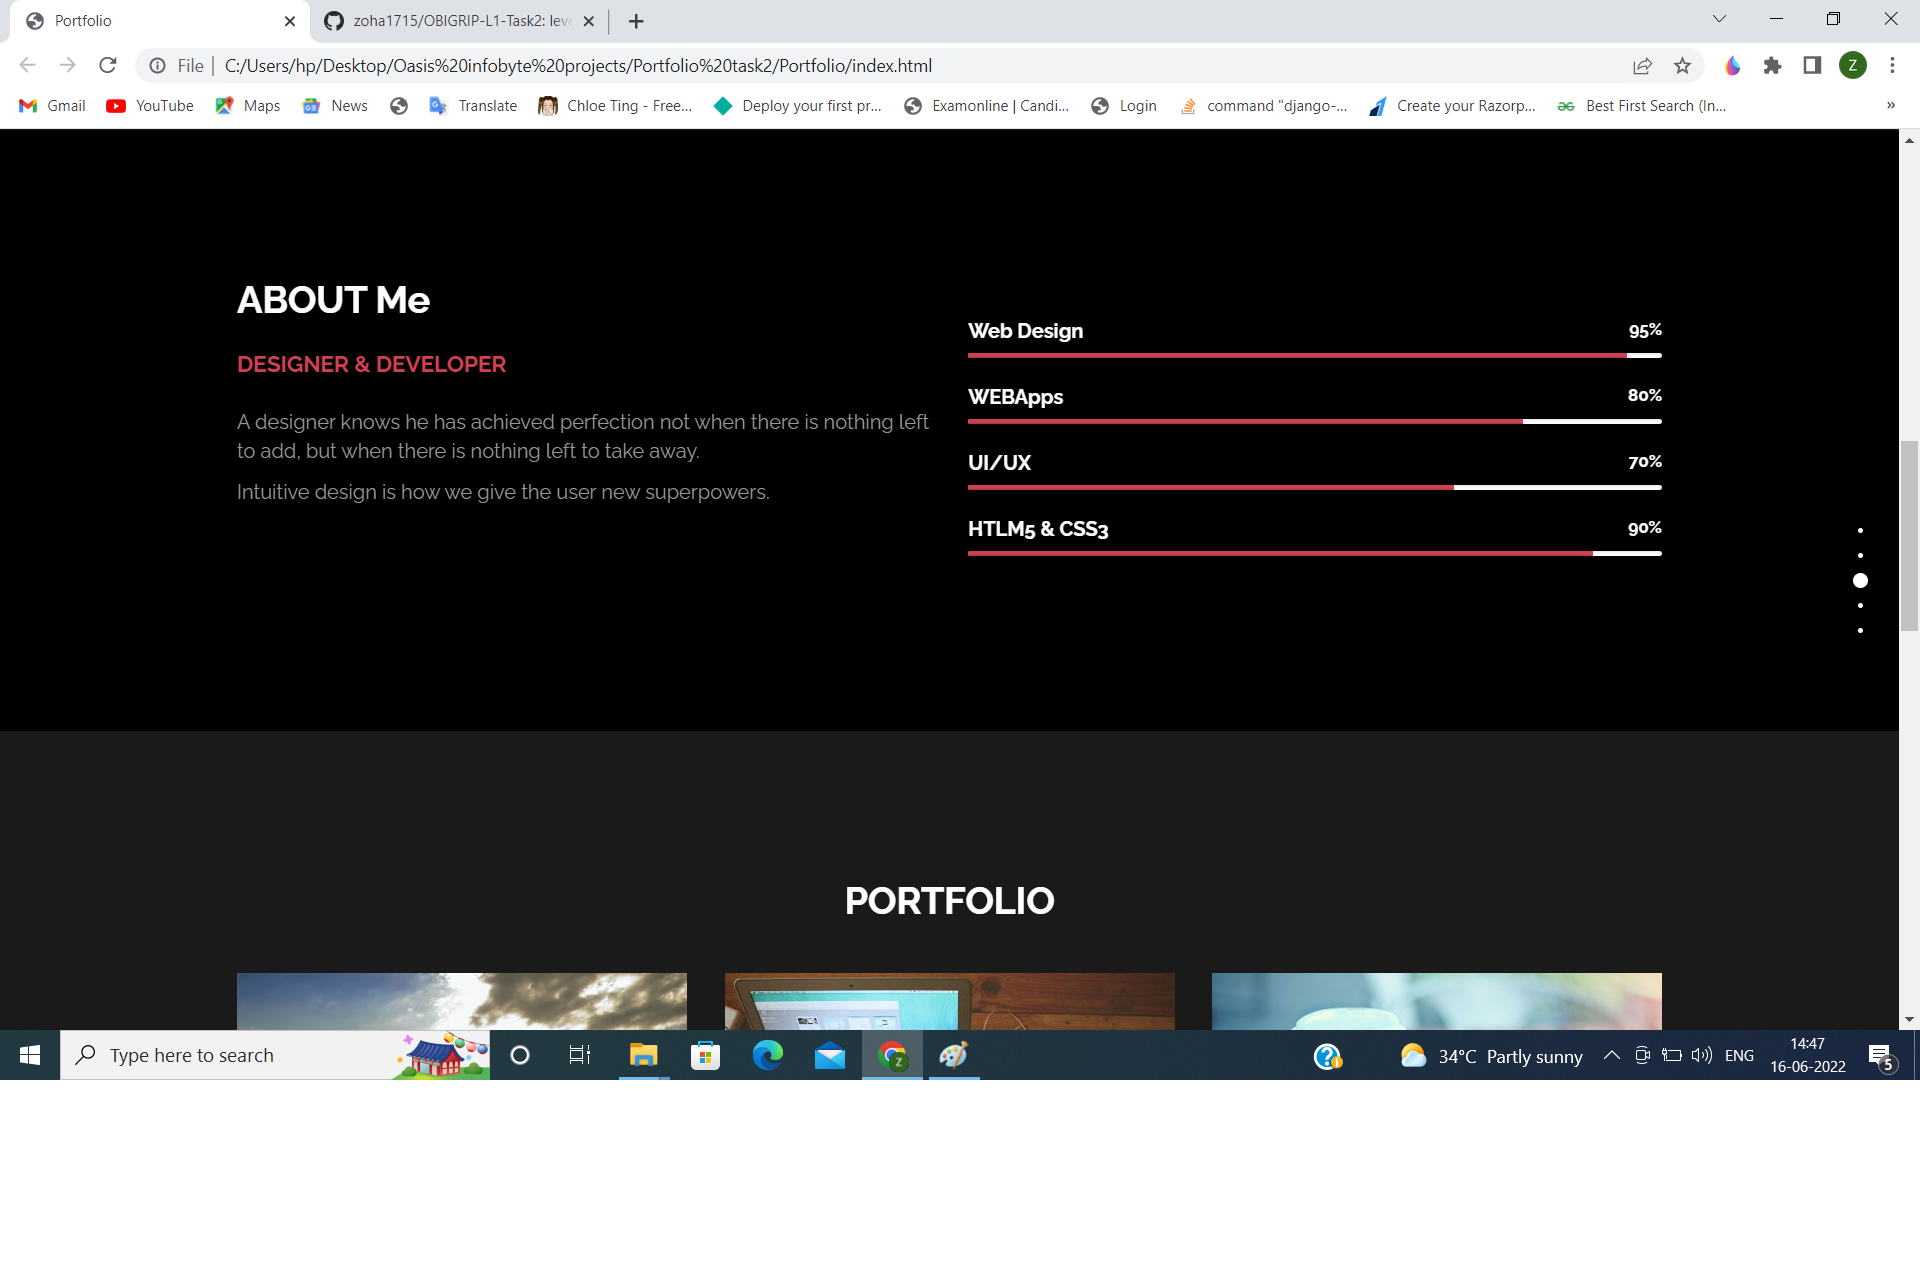 Portfolio
zoha1715/OBIGRIP-L1-Task2: leve
File | C:/Users/hp/Desktop/Oasis%20infobyte%20projects/Portfolio%20task2/Portfolio/index.html
Z
Gmail YouTube Maps News Translate Chloe Ting - Free... Deploy your first pr... Examonline | Candi... Login command "django-... Create your Razorp... Best First Search (In... »
ABOUT Me
DESIGNER & DEVELOPER
A designer knows he has achieved perfection not when there is nothing left
to add, but when there is nothing left to take away.
Intuitive design is how we give the user new superpowers.
Web Design 95%
WEBApps 80%
UI/UX 70%
HTLM5 & CSS3 90%
PORTFOLIO
Type here to search
34°C Partly sunny
ENG
14:47
16-06-2022
5